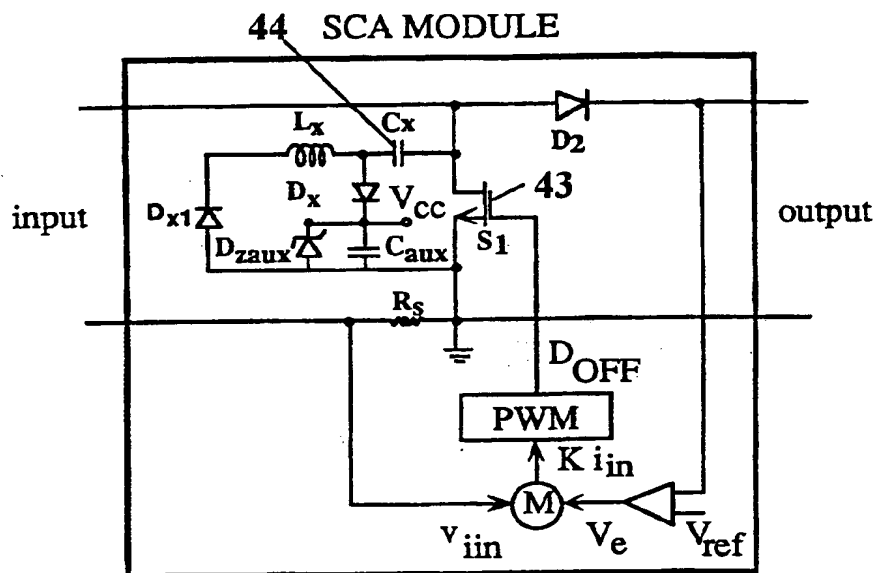 44 SCA MODULE
Lx Cx
D2
43
Dx VCC
Dx1
input
output
S1
Dzaux Caux
Rs
DOFF
PWM
K iin
M
viin Ve Vref